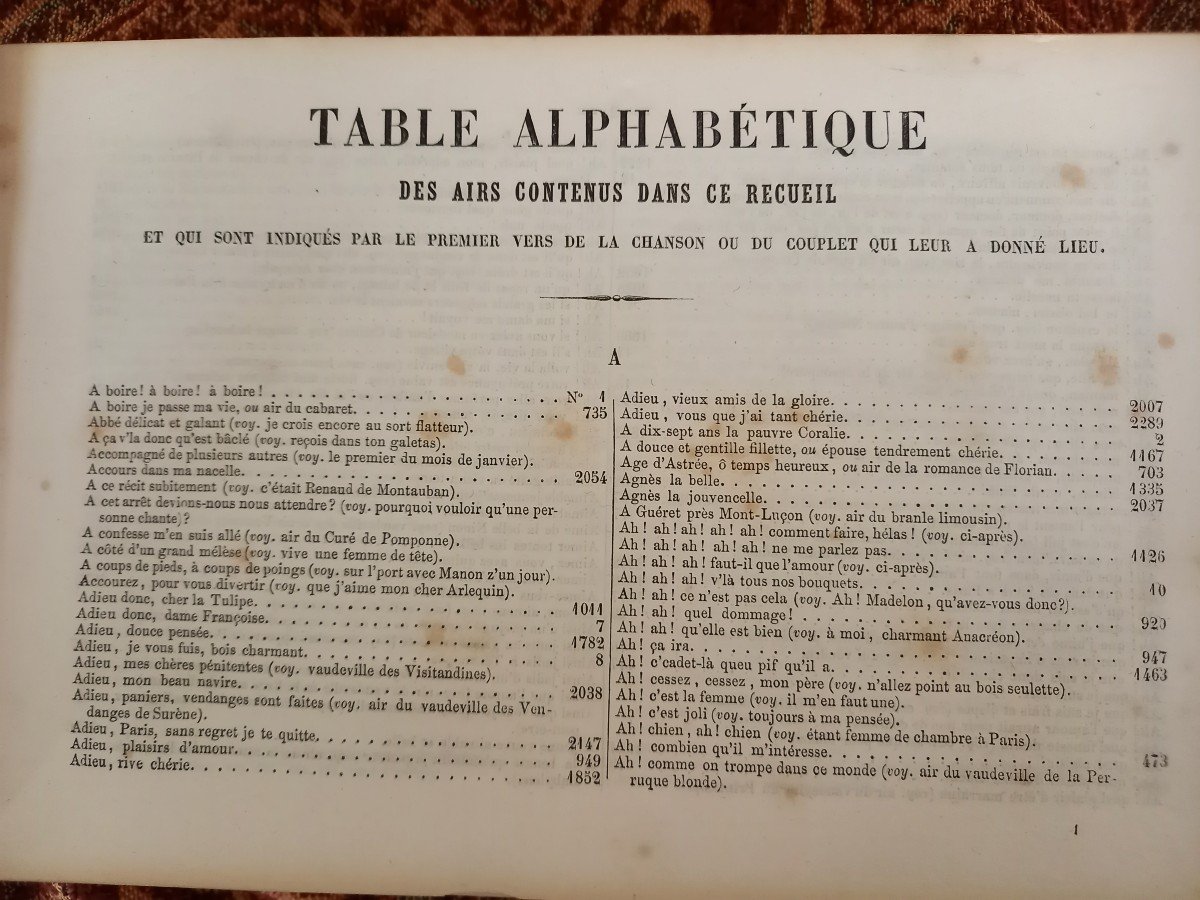 TABLE ALPHABÉTIQUE
DES AIRS CONTENUS DANS CE RECUEIL
ET QUI SONT INDIQUÉS PAR LE PREMIER VERS DE LA CHANSON OU DU COUPLET QUI LEUR A DONNÉ LIEU.
A
A boire! à boire! à boire! . . . . . . . . . . . . . . . . . . . N° 1
A boire je passe ma vie, ou air du cabaret. . . . . . . . . . . . . 735
Abbé délicat et galant (voy. je crois encore au sort flatteur).
A ça v'la donc qu'est bâclé (voy. reçois dans ton galetas).
Accompagné de plusieurs autres (voy. le premier du mois de janvier).
Accours dans ma nacelle. . . . . . . . . . . . . . . . . . . . . 2054
A ce récit subitement (voy. c'était Renaud de Montauban).
A cet arrêt devions-nous nous attendre? (voy. pourquoi vouloir qu'une per-
sonne chante)?
A confesse m'en suis allé (voy. air du Curé de Pomponne).
A côté d'un grand mélèse (voy. vive une femme de tête).
A coups de pieds, à coups de poings (voy. sur l'port avec Manon z'un jour).
Accourez, pour vous divertir (voy. que j'aime mon cher Arlequin).
Adieu donc, cher la Tulipe. . . . . . . . . . . . . . . . . . . . 1011
Adieu donc, dame Françoise. . . . . . . . . . . . . . . . . . . . 7
Adieu, douce pensée. . . . . . . . . . . . . . . . . . . . . . . 1782
Adieu, je vous fuis, bois charmant. . . . . . . . . . . . . . . . . 8
Adieu, mes chères pénitentes (voy. vaudeville des Visitandines).
Adieu, mon beau navire. . . . . . . . . . . . . . . . . . . . . . 2038
Adieu, paniers, vendanges sont faites (voy. air du vaudeville des Ven-
danges de Surène).
Adieu, Paris, sans regret je te quitte. . . . . . . . . . . . . . . . 2147
Adieu, plaisirs d'amour. . . . . . . . . . . . . . . . . . . . . . 949
Adieu, rive chérie. . . . . . . . . . . . . . . . . . . . . . . . 1852
Adieu, vieux amis de la gloire. . . . . . . . . . . . . . . . . . . 2007
Adieu, vous que j'ai tant chérie. . . . . . . . . . . . . . . . . . 2289
A dix-sept ans la pauvre Coralie. . . . . . . . . . . . . . . . . . 2
A douce et gentille fillette, ou épouse tendrement chérie. . . . . . . 1167
Age d'Astrée, ô temps heureux, ou air de la romance de Florian. . . . . 703
Agnès la belle. . . . . . . . . . . . . . . . . . . . . . . . . . 1335
Agnès la jouvencelle. . . . . . . . . . . . . . . . . . . . . . . 2037
A Guéret près Mont-Luçon (voy. air du branle limousin).
Ah! ah! ah! ah! ah! comment faire, hélas! (voy. ci-après).
Ah! ah! ah! ah! ah! ne me parlez pas. . . . . . . . . . . . . . . . 1126
Ah! ah! ah! faut-il que l'amour (voy. ci-après).
Ah! ah! ah! v'là tous nos bouquets. . . . . . . . . . . . . . . . . 10
Ah! ah! ce n'est pas cela (voy. Ah! Madelon, qu'avez-vous donc?).
Ah! ah! quel dommage! . . . . . . . . . . . . . . . . . . . . . . 920
Ah! ah! qu'elle est bien (voy. à moi, charmant Anacréon).
Ah! ça ira. . . . . . . . . . . . . . . . . . . . . . . . . . . . 947
Ah! c'cadet-là queu pif qu'il a. . . . . . . . . . . . . . . . . . 1463
Ah! cessez, cessez, mon père (voy. n'allez point au bois seulette).
Ah! c'est la femme (voy. il m'en faut une).
Ah! c'est joli (voy. toujours à ma pensée).
Ah! chien, ah! chien (voy. étant femme de chambre à Paris).
Ah! combien qu'il m'intéresse. . . . . . . . . . . . . . . . . . . 473
Ah! comme on trompe dans ce monde (voy. air du vaudeville de la Per-
ruque blonde).
1